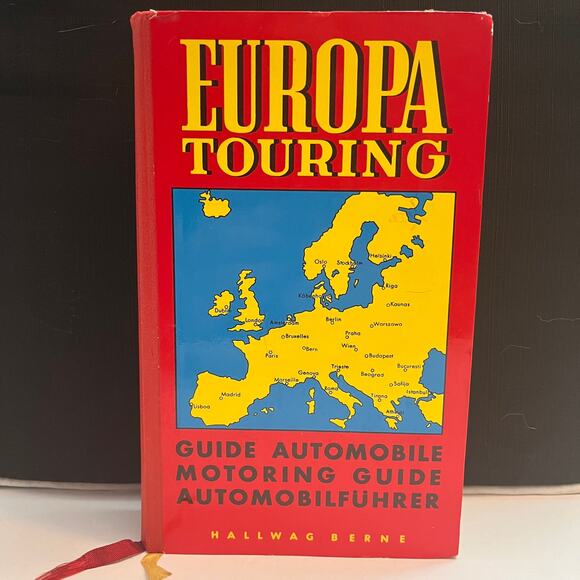 EUROPA
TOURING
Helsinki
Oslo
Stockholm
Riga
København
Kaunas
Dublin
London
Amsterdam
Berlin
Warszawa
Bruxelles
Praha
Paris
Bern
Wien
Budapest
Genova
Trieste
Bucuresti
Marseille
Beograd
Madrid
Roma
Sofija
Tirana
Istanbul
Lisboa
GUIDE AUTOMOBILE
MOTORING GUIDE
AUTOMOBILFÜHRER
HALLWAG BERNE